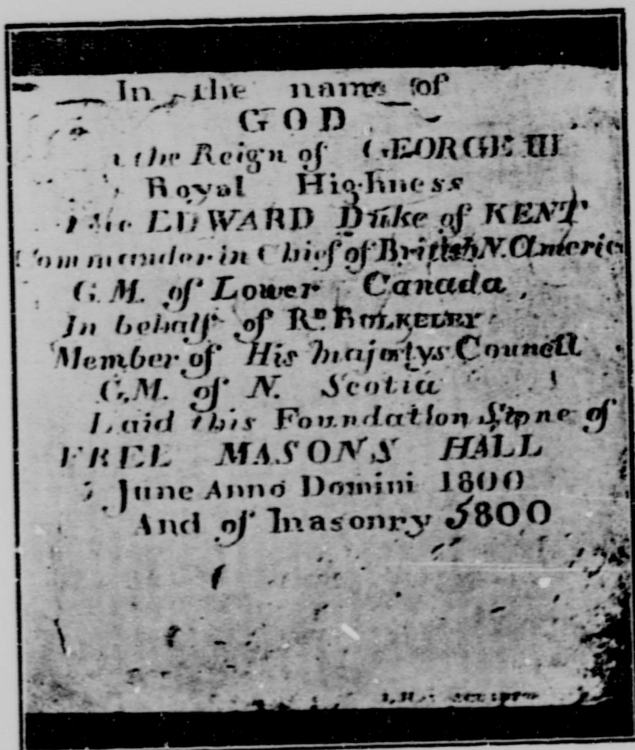 In the name of
GOD
the Reign of GEORGE III
Royal Highness
EDWARD Duke of KENT
Commander in Chief of British N. America
G.M. of Lower Canada,
In behalf of Rd. BULKELEY
Member of His Majestys Councell
G.M. of N. Scotia
Laid this Foundation Stone of
FREE MASONS HALL
June Anno Domini 1800
And of Masonry 5800